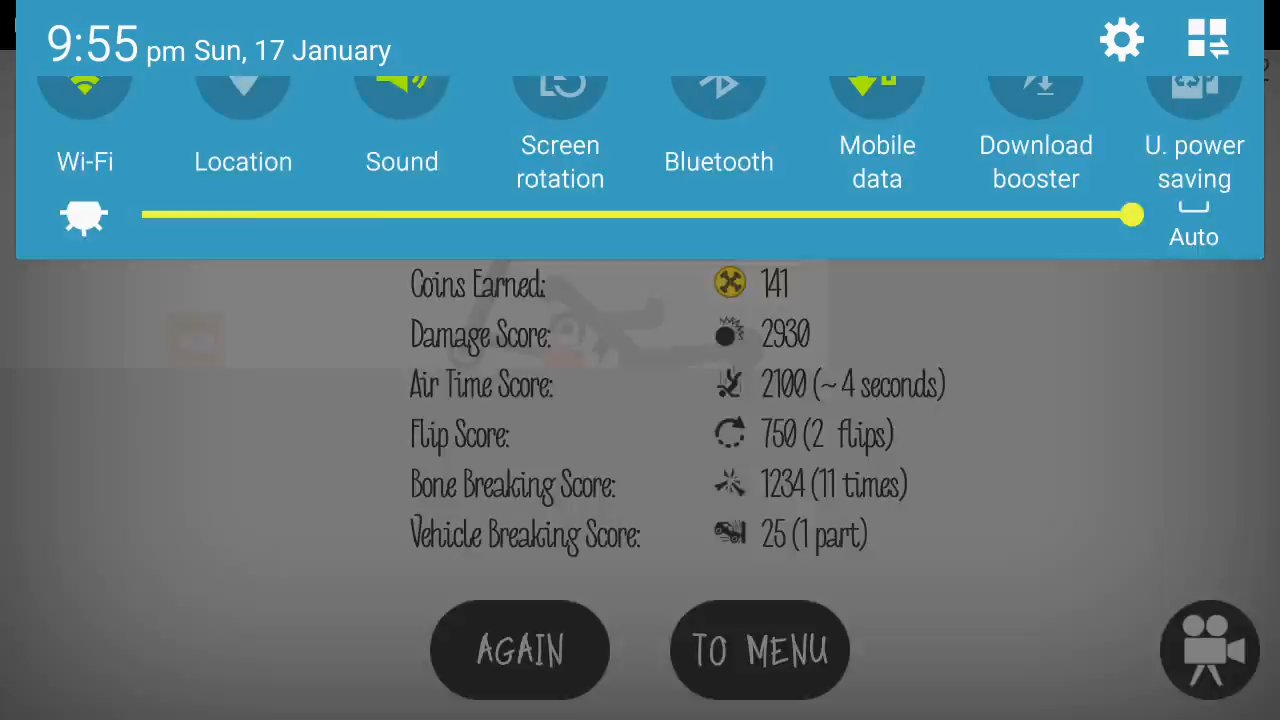 9:55 pm Sun, 17 January
Wi-Fi
Location
Sound
Screen
rotation
Bluetooth
Mobile
data
Download
booster
U. power
saving
Auto
Coins Earned: 141
Damage Score: 2930
Air Time Score: 2100 (~4 seconds)
Flip Score: 750 (2 flips)
Bone Breaking Score: 1234 (11 times)
Vehicle Breaking Score: 25 (1 part)
AGAIN
TO MENU